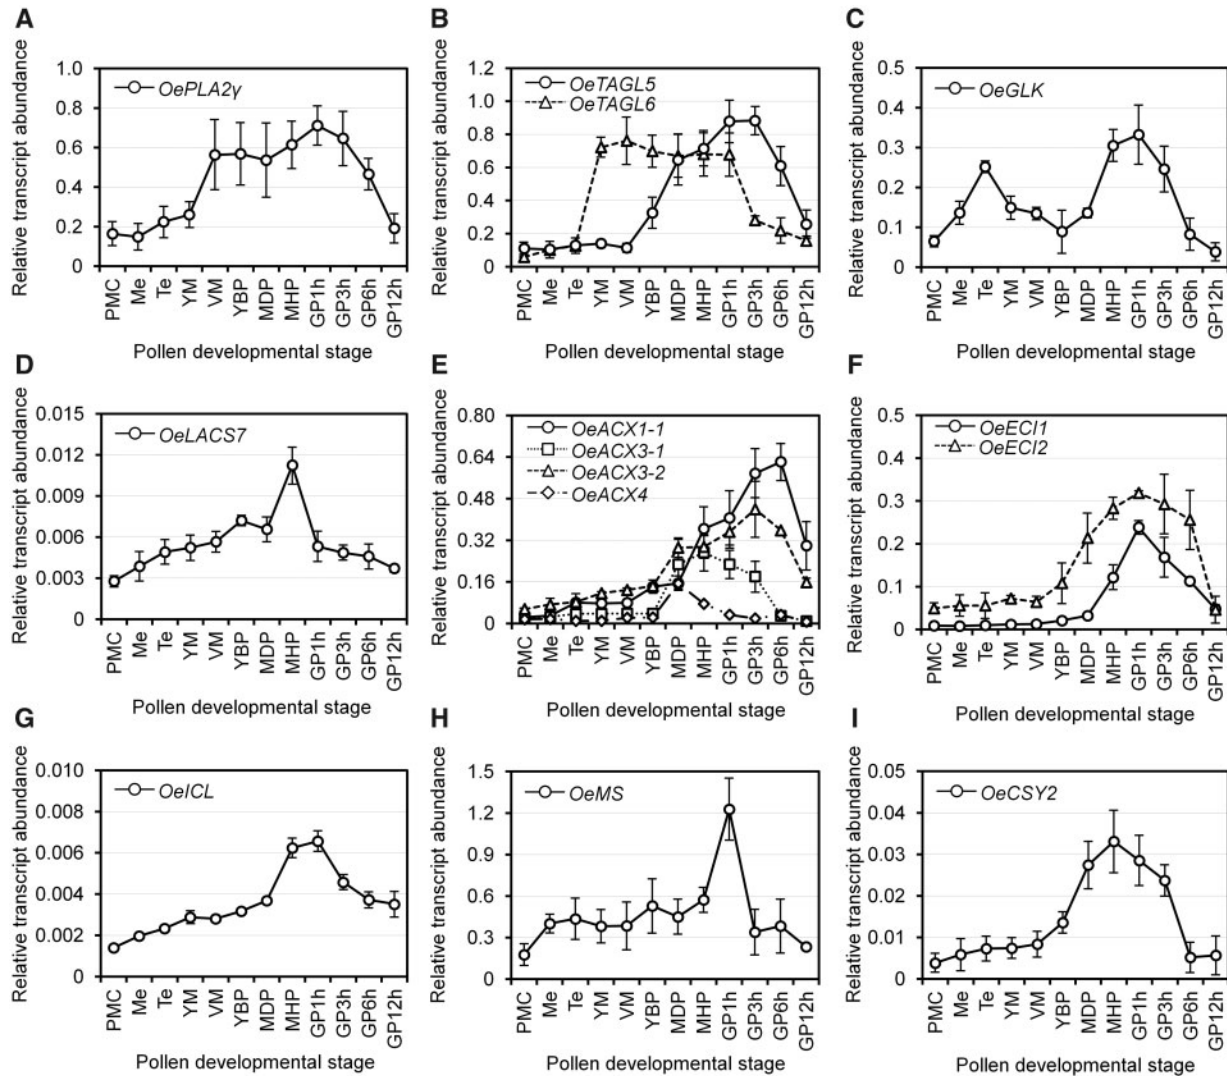 A
Relative transcript abundance
1.0
0.8
0.6
0.4
0.2
0
OePLA2γ
PMC
Me
Te
YM
VM
YBP
MDP
MHP
GP1h
GP3h
GP6h
GP12h
Pollen developmental stage
B
Relative transcript abundance
1.2
1.0
0.8
0.6
0.4
0.2
0
OeTAGL5
OeTAGL6
PMC
Me
Te
YM
VM
YBP
MDP
MHP
GP1h
GP3h
GP6h
GP12h
Pollen developmental stage
C
Relative transcript abundance
0.5
0.4
0.3
0.2
0.1
0
OeGLK
PMC
Me
Te
YM
VM
YBP
MDP
MHP
GP1h
GP3h
GP6h
GP12h
Pollen developmental stage
D
Relative transcript abundance
0.015
0.012
0.009
0.006
0.003
0
OeLACS7
PMC
Me
Te
YM
VM
YBP
MDP
MHP
GP1h
GP3h
GP6h
GP12h
Pollen developmental stage
E
Relative transcript abundance
0.80
0.64
0.48
0.32
0.16
0
OeACX1-1
OeACX3-1
OeACX3-2
OeACX4
PMC
Me
Te
YM
VM
YBP
MDP
MHP
GP1h
GP3h
GP6h
GP12h
Pollen developmental stage
F
Relative transcript abundance
0.5
0.4
0.3
0.2
0.1
0
OeECI1
OeECI2
PMC
Me
Te
YM
VM
YBP
MDP
MHP
GP1h
GP3h
GP6h
GP12h
Pollen developmental stage
G
Relative transcript abundance
0.010
0.008
0.006
0.004
0.002
0
OeICL
PMC
Me
Te
YM
VM
YBP
MDP
MHP
GP1h
GP3h
GP6h
GP12h
Pollen developmental stage
H
Relative transcript abundance
1.5
1.2
0.9
0.6
0.3
0
OeMS
PMC
Me
Te
YM
VM
YBP
MDP
MHP
GP1h
GP3h
GP6h
GP12h
Pollen developmental stage
I
Relative transcript abundance
0.05
0.04
0.03
0.02
0.01
0
OeCSY2
PMC
Me
Te
YM
VM
YBP
MDP
MHP
GP1h
GP3h
GP6h
GP12h
Pollen developmental stage